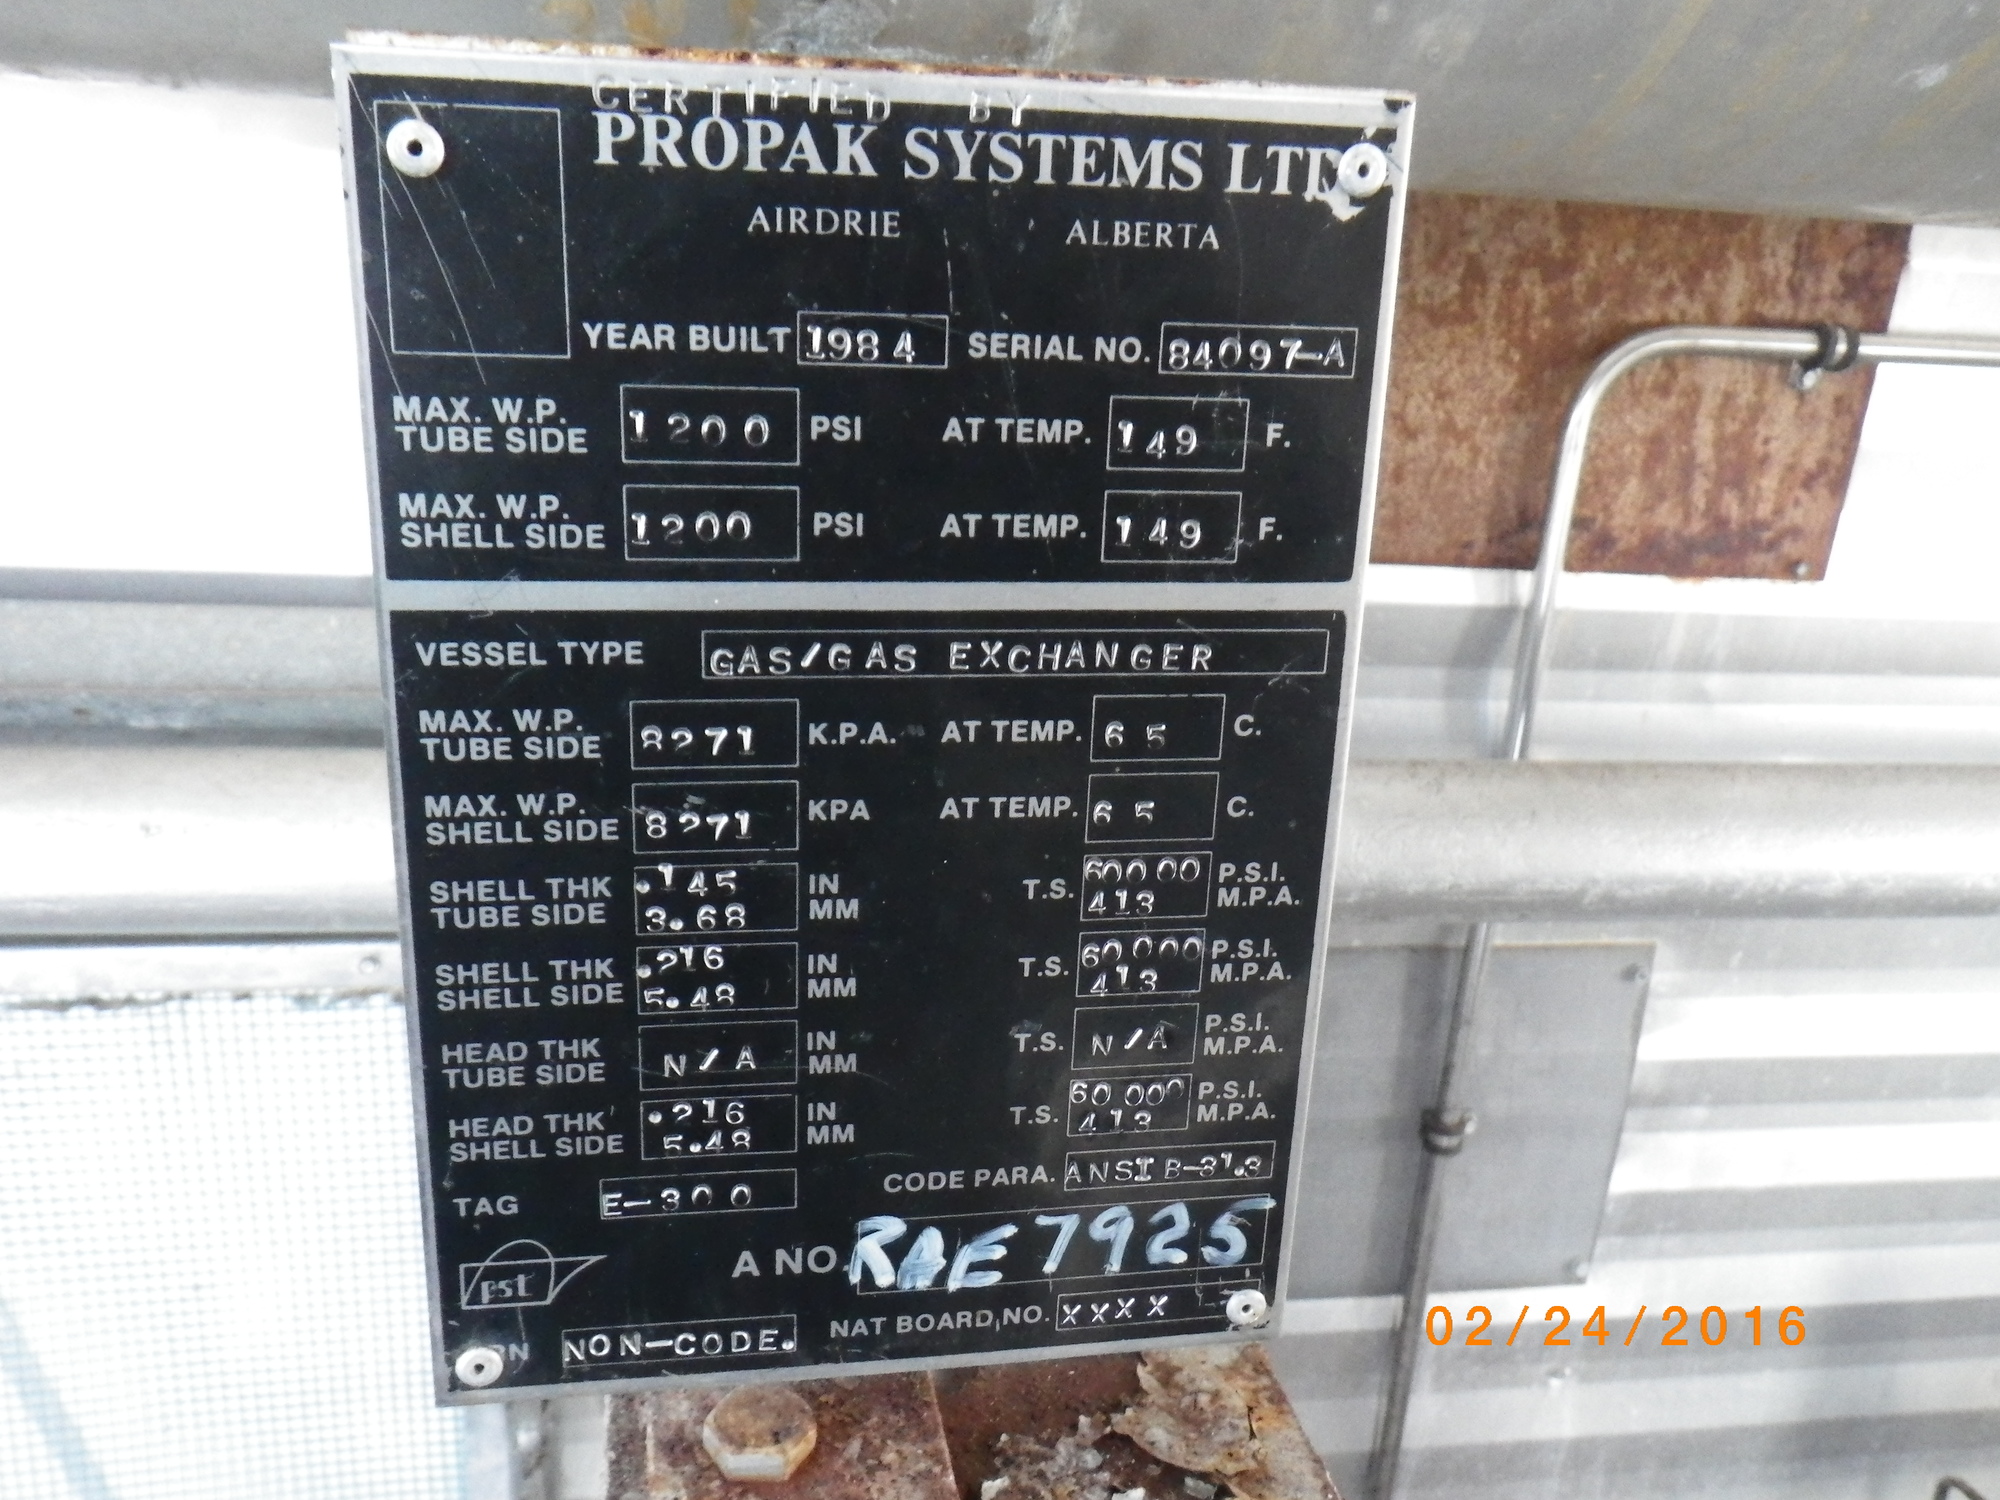 CERTIFIED BY
PROPAK SYSTEMS LTD
AIRDRIE , ALBERTA
YEAR BUILT 1984 SERIAL NO. 84097-A
MAX. W.P. TUBE SIDE 1200 PSI AT TEMP. 149 F.
MAX. W.P. SHELL SIDE 1200 PSI AT TEMP. 149 F.
VESSEL TYPE GAS/GAS EXCHANGER
MAX. W.P. TUBE SIDE 8271 K.P.A. AT TEMP. 65 C.
MAX. W.P. SHELL SIDE 8271 KPA AT TEMP. 65 C.
SHELL THK .145 IN T.S. 60000 P.S.I.
TUBE SIDE 3.68 MM 413 M.P.A.
SHELL THK .216 IN T.S. 60000 P.S.I.
SHELL SIDE 5.48 MM 413 M.P.A.
HEAD THK TUBE SIDE N/A IN MM T.S. N/A P.S.I. M.P.A.
HEAD THK .216 IN T.S. 60000 P.S.I.
SHELL SIDE 5.48 MM 413 M.P.A.
CODE PARA. ANSI B-31.3
TAG E-300
A NO. RAE 7925
pst
NAT BOARD, NO. XXXX
NON-CODE.
02/24/2016